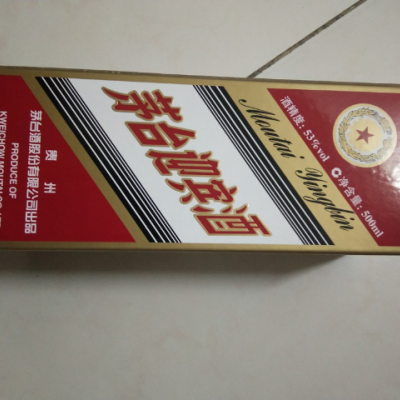 酒精度：53%vol
净含量：500ml
Moutai Yingbin
茅台迎宾酒
贵州
茅台酒股份有限公司出品
PRODUCE OF